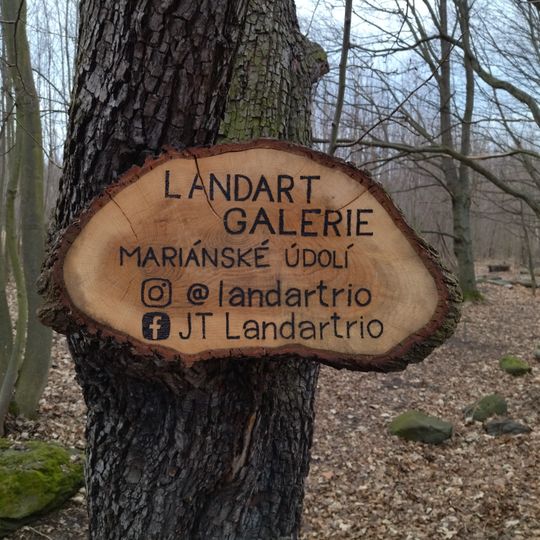 LANDART
GALERIE
MARIÁNSKÉ ÚDOLÍ
@landartrio
JT Landartrio